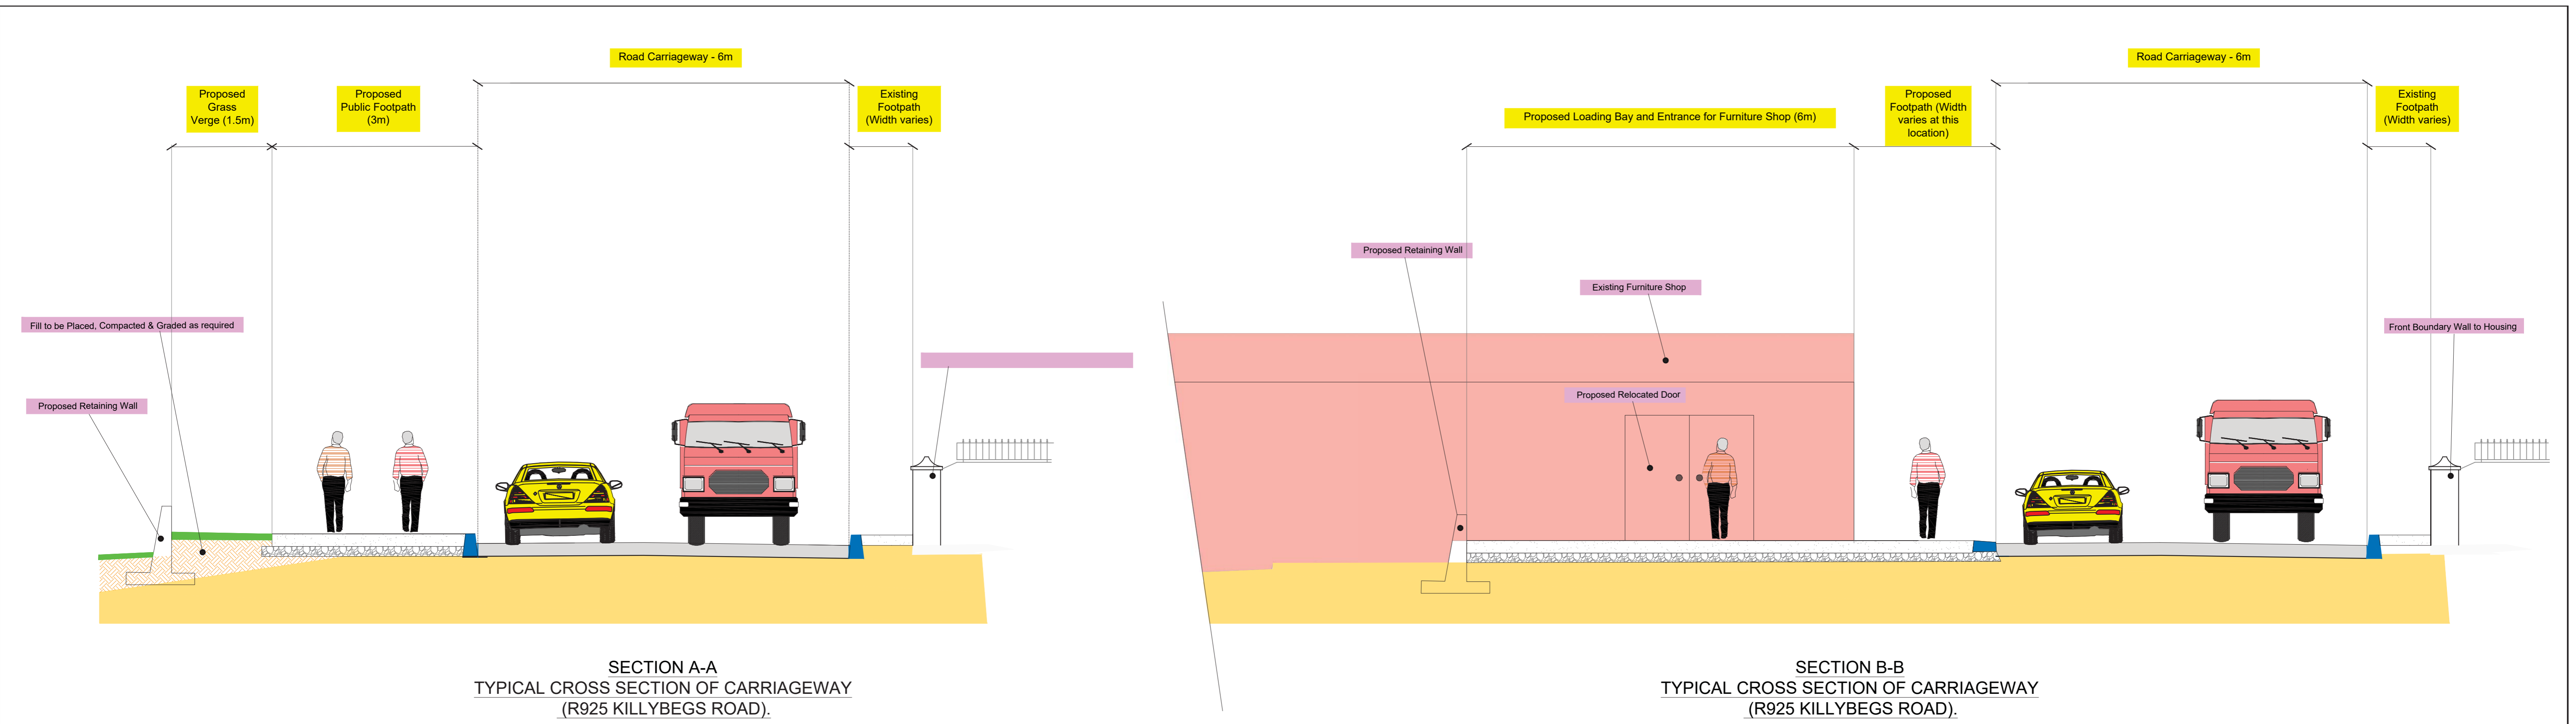 Road Carriageway - 6m
Proposed
Grass
Verge (1.5m)
Proposed
Public Footpath
(3m)
Existing
Footpath
(Width varies)
Fill to be Placed, Compacted & Graded as required
Proposed Retaining Wall
SECTION A-A
TYPICAL CROSS SECTION OF CARRIAGEWAY
(R925 KILLYBEGS ROAD).
Road Carriageway - 6m
Proposed Loading Bay and Entrance for Furniture Shop (6m)
Proposed
Footpath (Width
varies at this
location)
Existing
Footpath
(Width varies)
Proposed Retaining Wall
Existing Furniture Shop
Front Boundary Wall to Housing
Proposed Relocated Door
SECTION B-B
TYPICAL CROSS SECTION OF CARRIAGEWAY
(R925 KILLYBEGS ROAD).